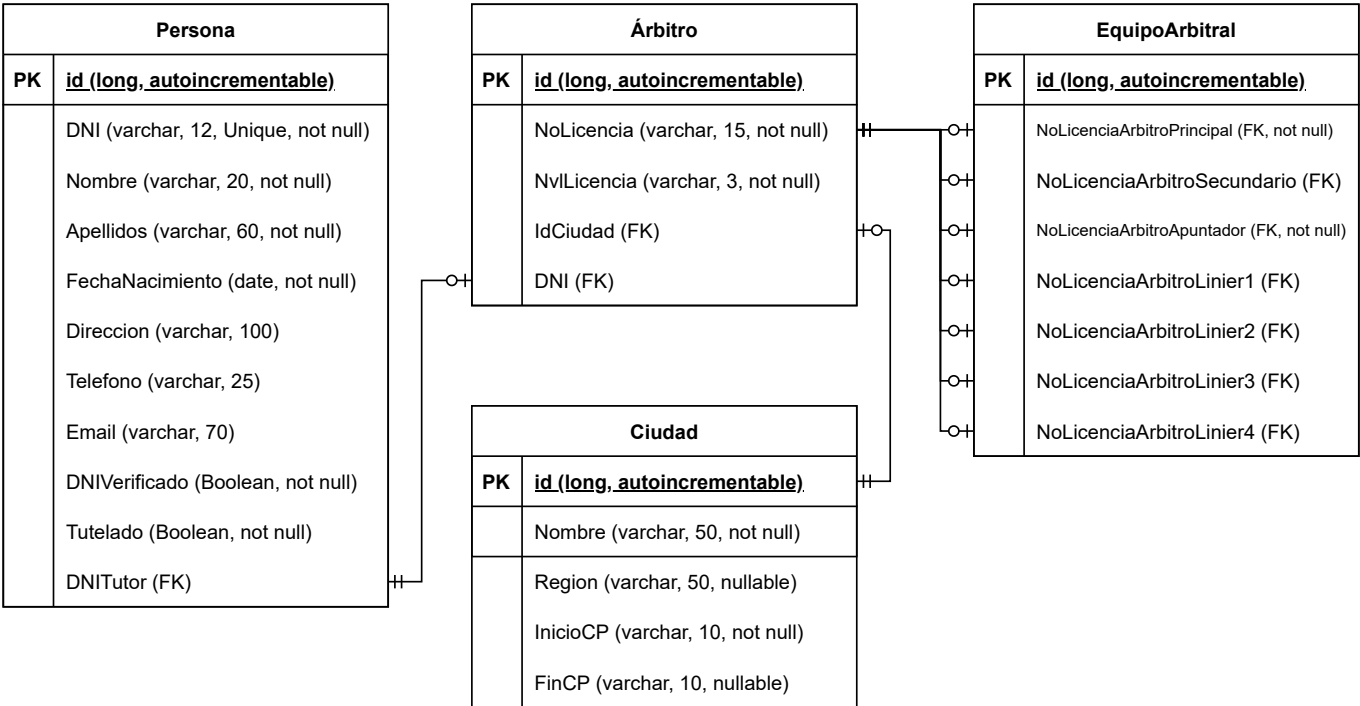 Persona
PK id (long, autoincrementable)
DNI (varchar, 12, Unique, not null)
Nombre (varchar, 20, not null)
Apellidos (varchar, 60, not null)
FechaNacimiento (date, not null)
Direccion (varchar, 100)
Telefono (varchar, 25)
Email (varchar, 70)
DNIVerificado (Boolean, not null)
Tutelado (Boolean, not null)
DNITutor (FK)
Árbitro
PK id (long, autoincrementable)
NoLicencia (varchar, 15, not null)
NvlLicencia (varchar, 3, not null)
IdCiudad (FK)
DNI (FK)
Ciudad
PK id (long, autoincrementable)
Nombre (varchar, 50, not null)
Region (varchar, 50, nullable)
InicioCP (varchar, 10, not null)
FinCP (varchar, 10, nullable)
EquipoArbitral
PK id (long, autoincrementable)
NoLicenciaArbitroPrincipal (FK, not null)
NoLicenciaArbitroSecundario (FK)
NoLicenciaArbitroApuntador (FK, not null)
NoLicenciaArbitroLinier1 (FK)
NoLicenciaArbitroLinier2 (FK)
NoLicenciaArbitroLinier3 (FK)
NoLicenciaArbitroLinier4 (FK)